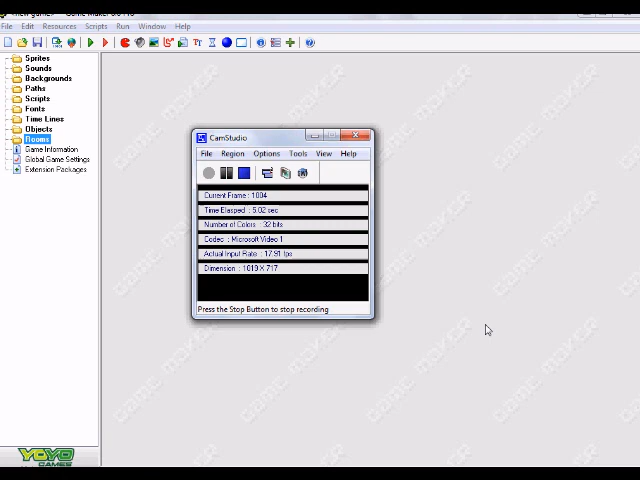 File Edit Resources Scripts Run Window Help
Sprites
Sounds
Backgrounds
Paths
Scripts
Fonts
Time Lines
Objects
Rooms
Game Information
Global Game Settings
Extension Packages
CamStudio
File Region Options Tools View Help
Current Frame : 1004
Time Elasped : 5.02 sec
Number of Colors : 32 bits
Codec : Microsoft Video 1
Actual Input Rate : 17.91 fps
Dimension : 1019 X 717
Press the Stop Button to stop recording
YOYO
GAMES
GAME MAKER